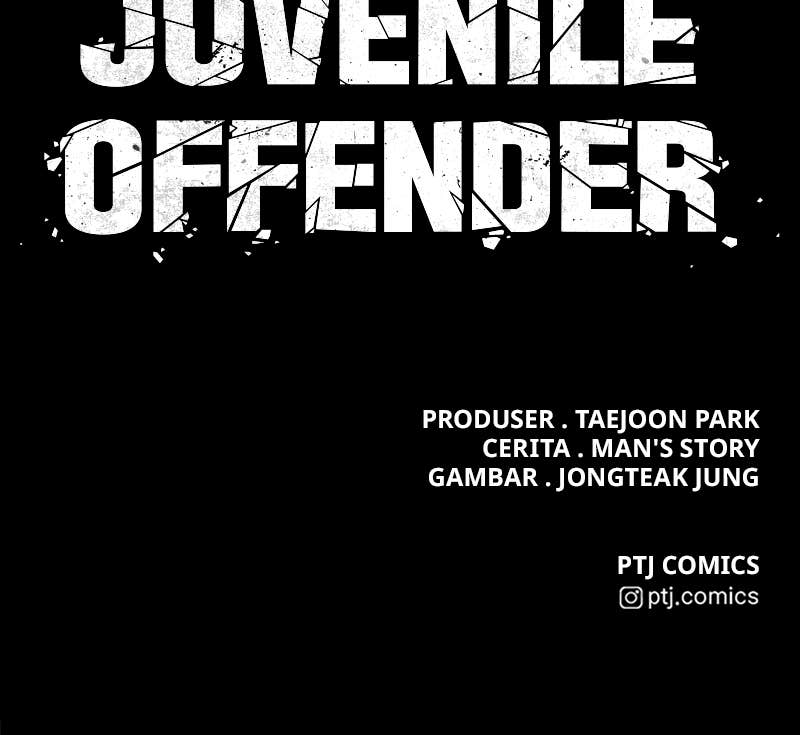 JUVENILE
OFFENDER
PRODUSER . TAEJOON PARK
CERITA . MAN'S STORY
GAMBAR . JONGTEAK JUNG
PTJ COMICS
ptj.comics